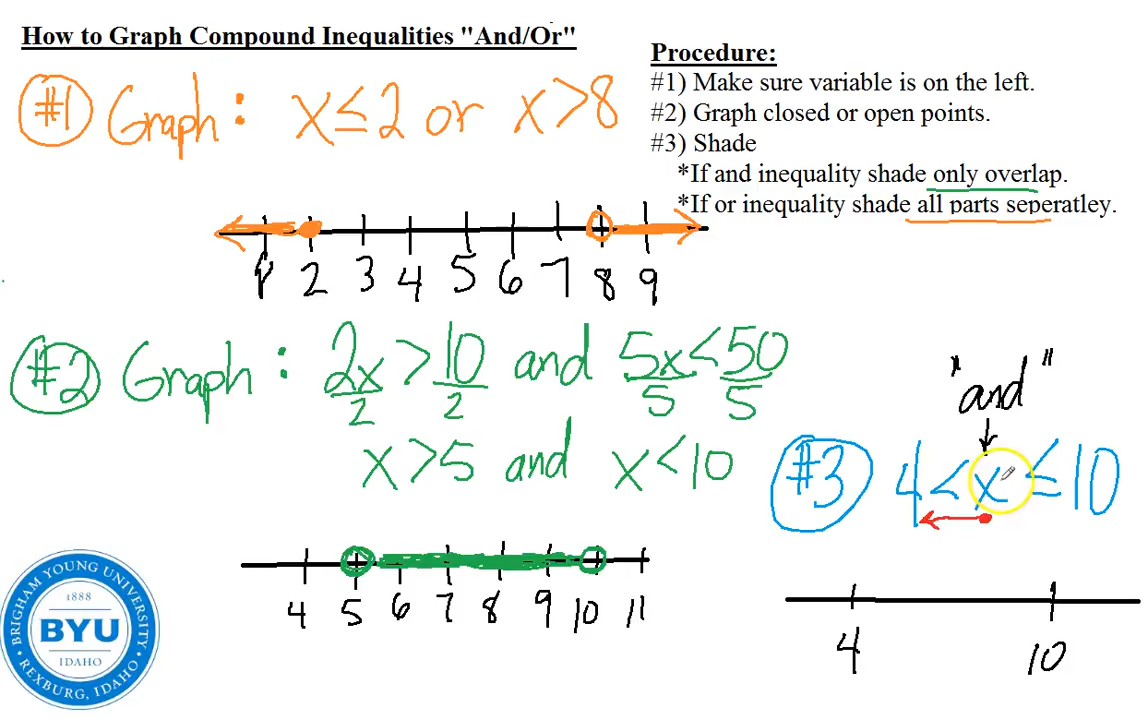 How to Graph Compound Inequalities "And/Or"
Procedure:
#1) Make sure variable is on the left.
#2) Graph closed or open points.
#3) Shade
*If and inequality shade only overlap.
*If or inequality shade all parts seperatley.
#1 Graph: x ≤ 2 or x > 8
1 2 3 4 5 6 7 8 9
#2 Graph: 2x/2 > 10/2 and 5x/5 < 50/5
x > 5 and x < 10
4 5 6 7 8 9 10 11
"and"
#3 4 < x ≤ 10
4 10
BRIGHAM YOUNG UNIVERSITY
1888
BYU
IDAHO
REXBURG, IDAHO